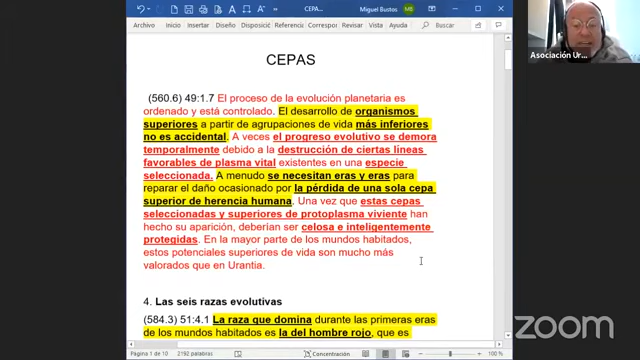 CEPA...
Miguel Bustos
MB
Archivo
Inicio
Insertar
Diseño
Disposición
Referencias
Correspon
Revisar
Asociación Ur...
CEPAS
(560.6) 49:1.7 El proceso de la evolución planetaria es
ordenado y está controlado. El desarrollo de organismos
superiores a partir de agrupaciones de vida más inferiores
no es accidental. A veces el progreso evolutivo se demora
temporalmente debido a la destrucción de ciertas líneas
favorables de plasma vital existentes en una especie
seleccionada. A menudo se necesitan eras y eras para
reparar el daño ocasionado por la pérdida de una sola cepa
superior de herencia humana. Una vez que estas cepas
seleccionadas y superiores de protoplasma viviente han
hecho su aparición, deberían ser celosa e inteligentemente
protegidas. En la mayor parte de los mundos habitados,
estos potenciales superiores de vida son mucho más
valorados que en Urantia.
4. Las seis razas evolutivas
(584.3) 51:4.1 La raza que domina durante las primeras eras
de los mundos habitados es la del hombre rojo, que es
Página 1 de 10
2192 palabras
Concentración
100 %
zoom